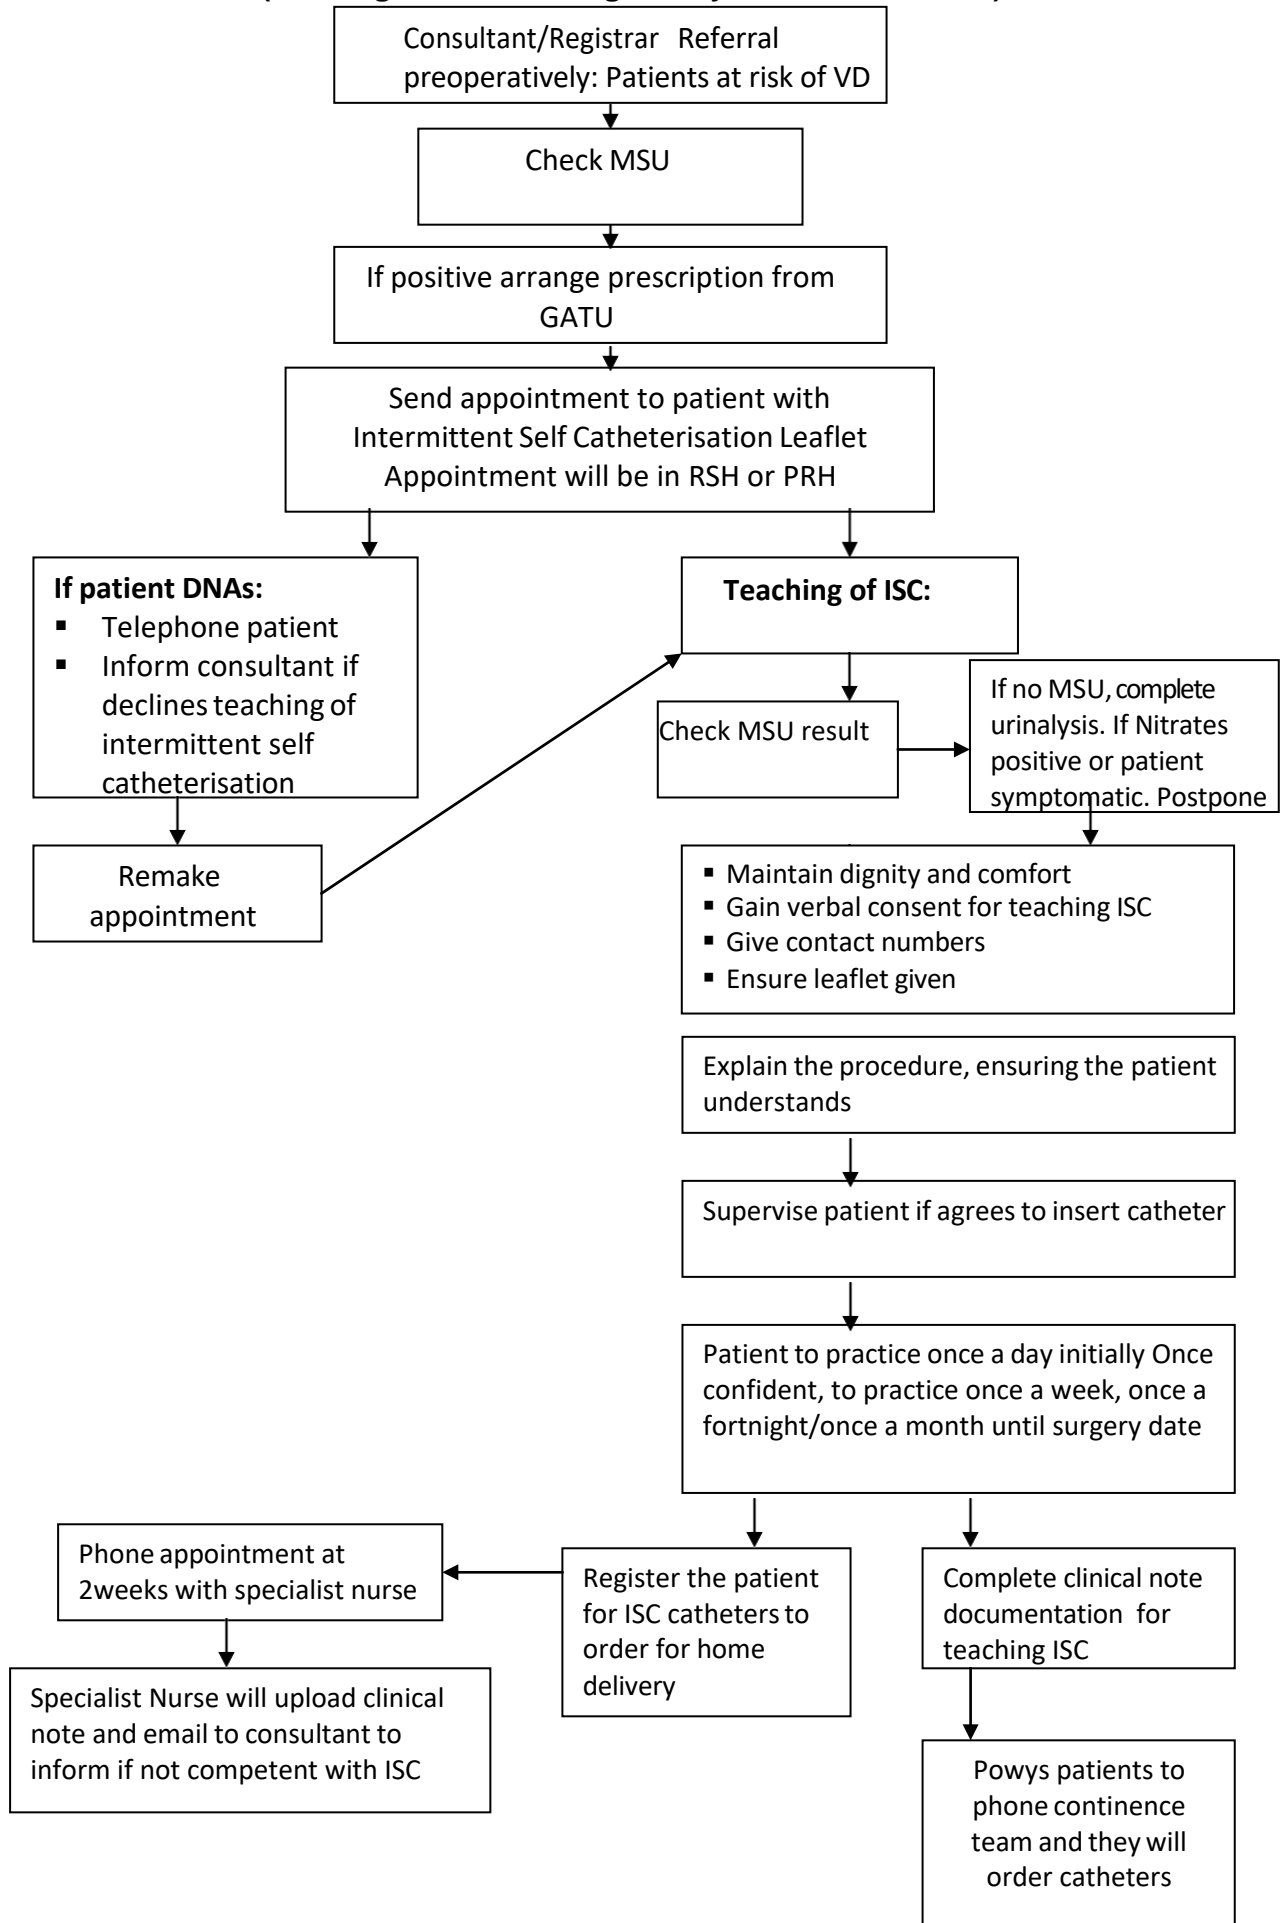 Consultant/Registrar Referral
preoperatively: Patients at risk of VD
Check MSU
If positive arrange prescription from
GATU
Send appointment to patient with
Intermittent Self Catheterisation Leaflet
Appointment will be in RSH or PRH
If patient DNAs:
▪ Telephone patient
▪ Inform consultant if
declines teaching of
intermittent self
catheterisation
Remake
appointment
Teaching of ISC:
Check MSU result
If no MSU, complete
urinalysis. If Nitrates
positive or patient
symptomatic. Postpone
▪ Maintain dignity and comfort
▪ Gain verbal consent for teaching ISC
▪ Give contact numbers
▪ Ensure leaflet given
Explain the procedure, ensuring the patient
understands
Supervise patient if agrees to insert catheter
Patient to practice once a day initially Once
confident, to practice once a week, once a
fortnight/once a month until surgery date
Phone appointment at
2weeks with specialist nurse
Specialist Nurse will upload clinical
note and email to consultant to
inform if not competent with ISC
Register the patient
for ISC catheters to
order for home
delivery
Complete clinical note
documentation for
teaching ISC
Powys patients to
phone continence
team and they will
order catheters